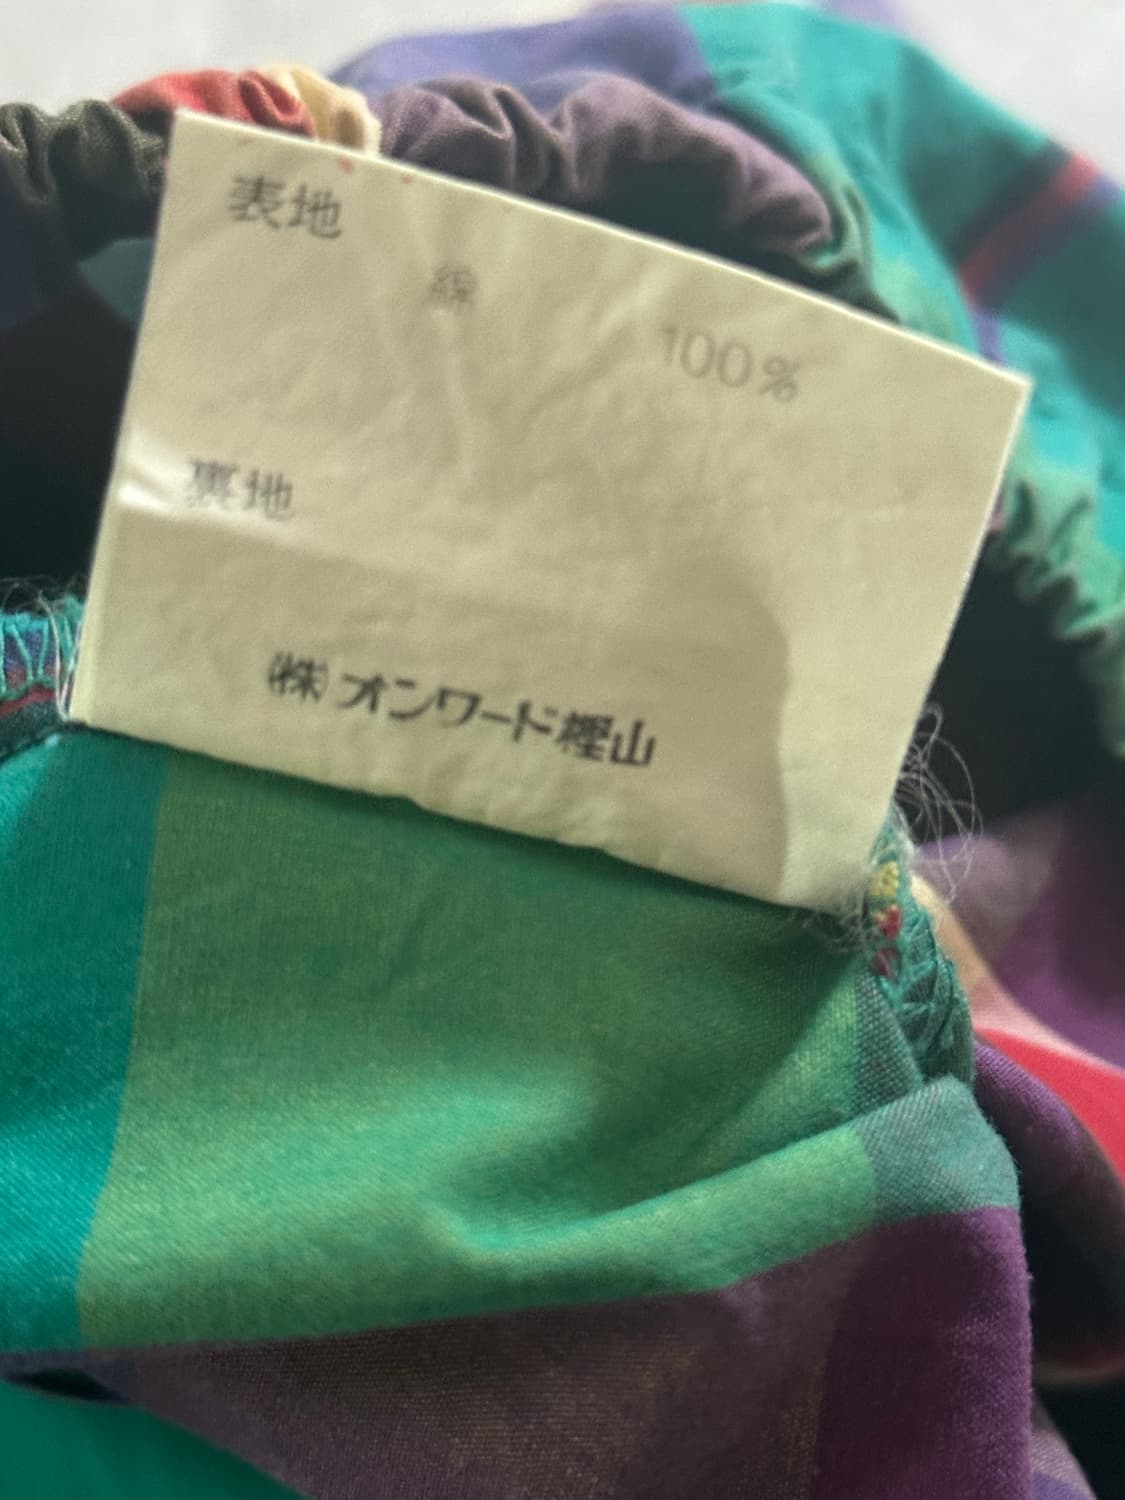 表地
綿 100%
裏地
㈱オンワード樫山